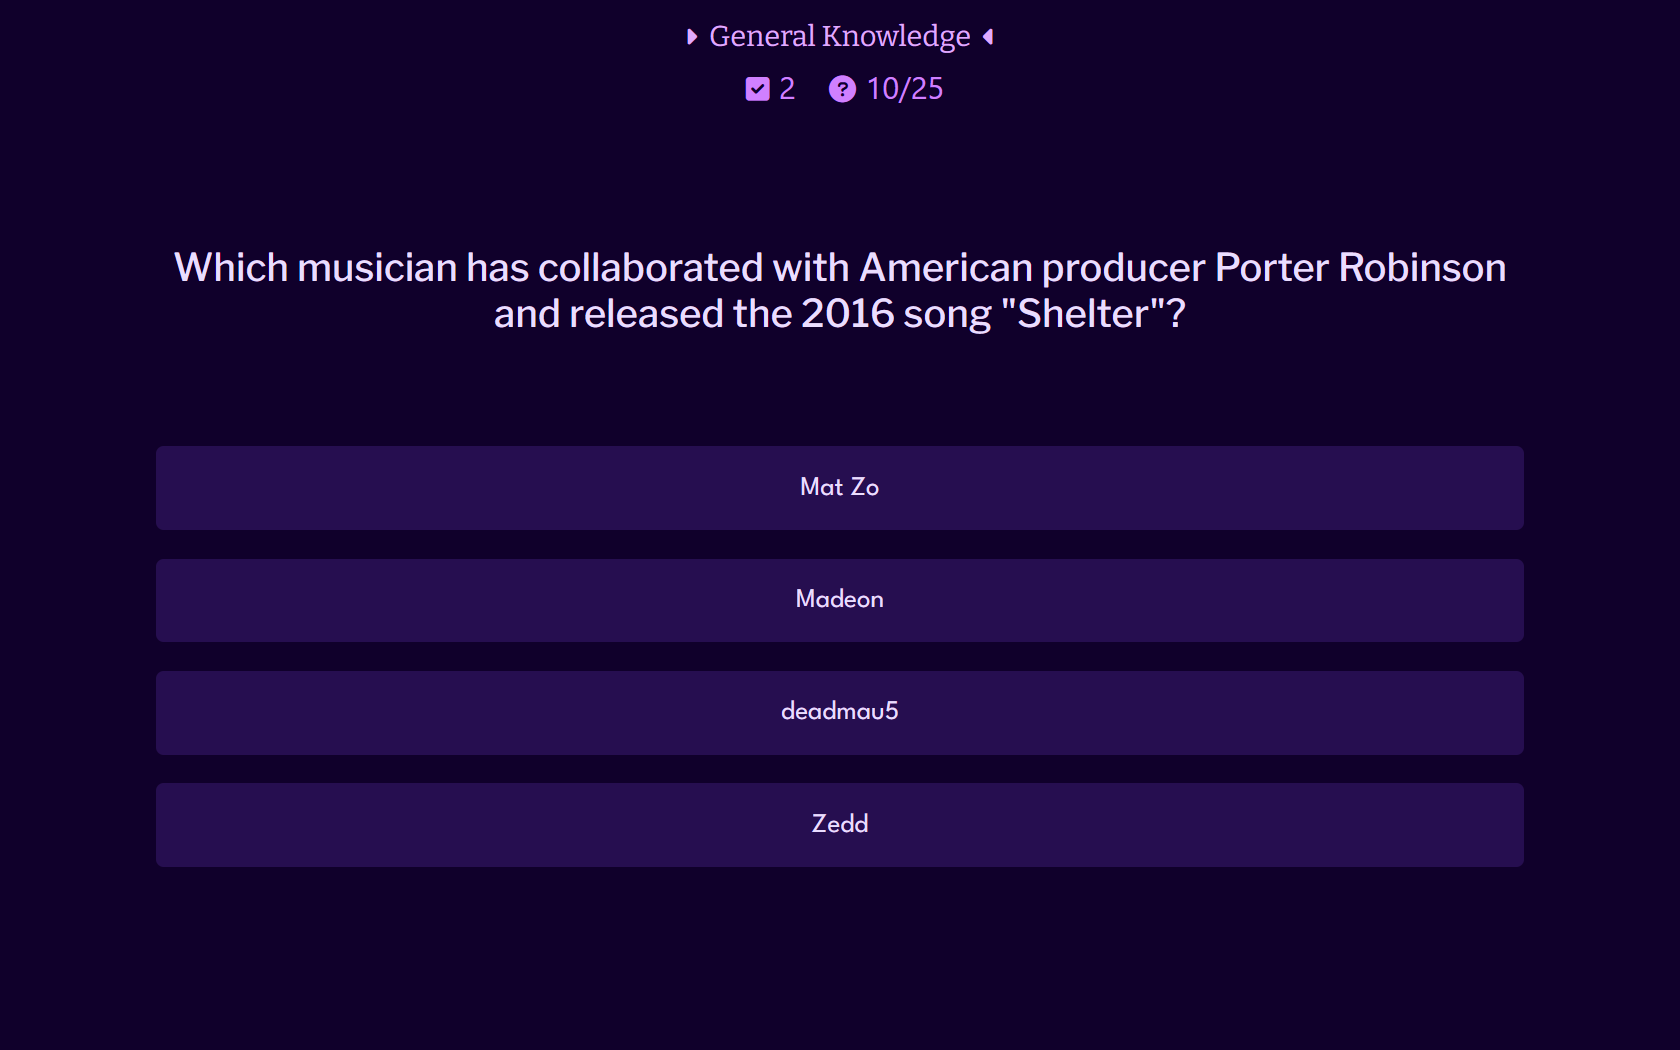 General Knowledge
2 10/25
Which musician has collaborated with American producer Porter Robinson
and released the 2016 song "Shelter"?
Mat Zo
Madeon
deadmau5
Zedd